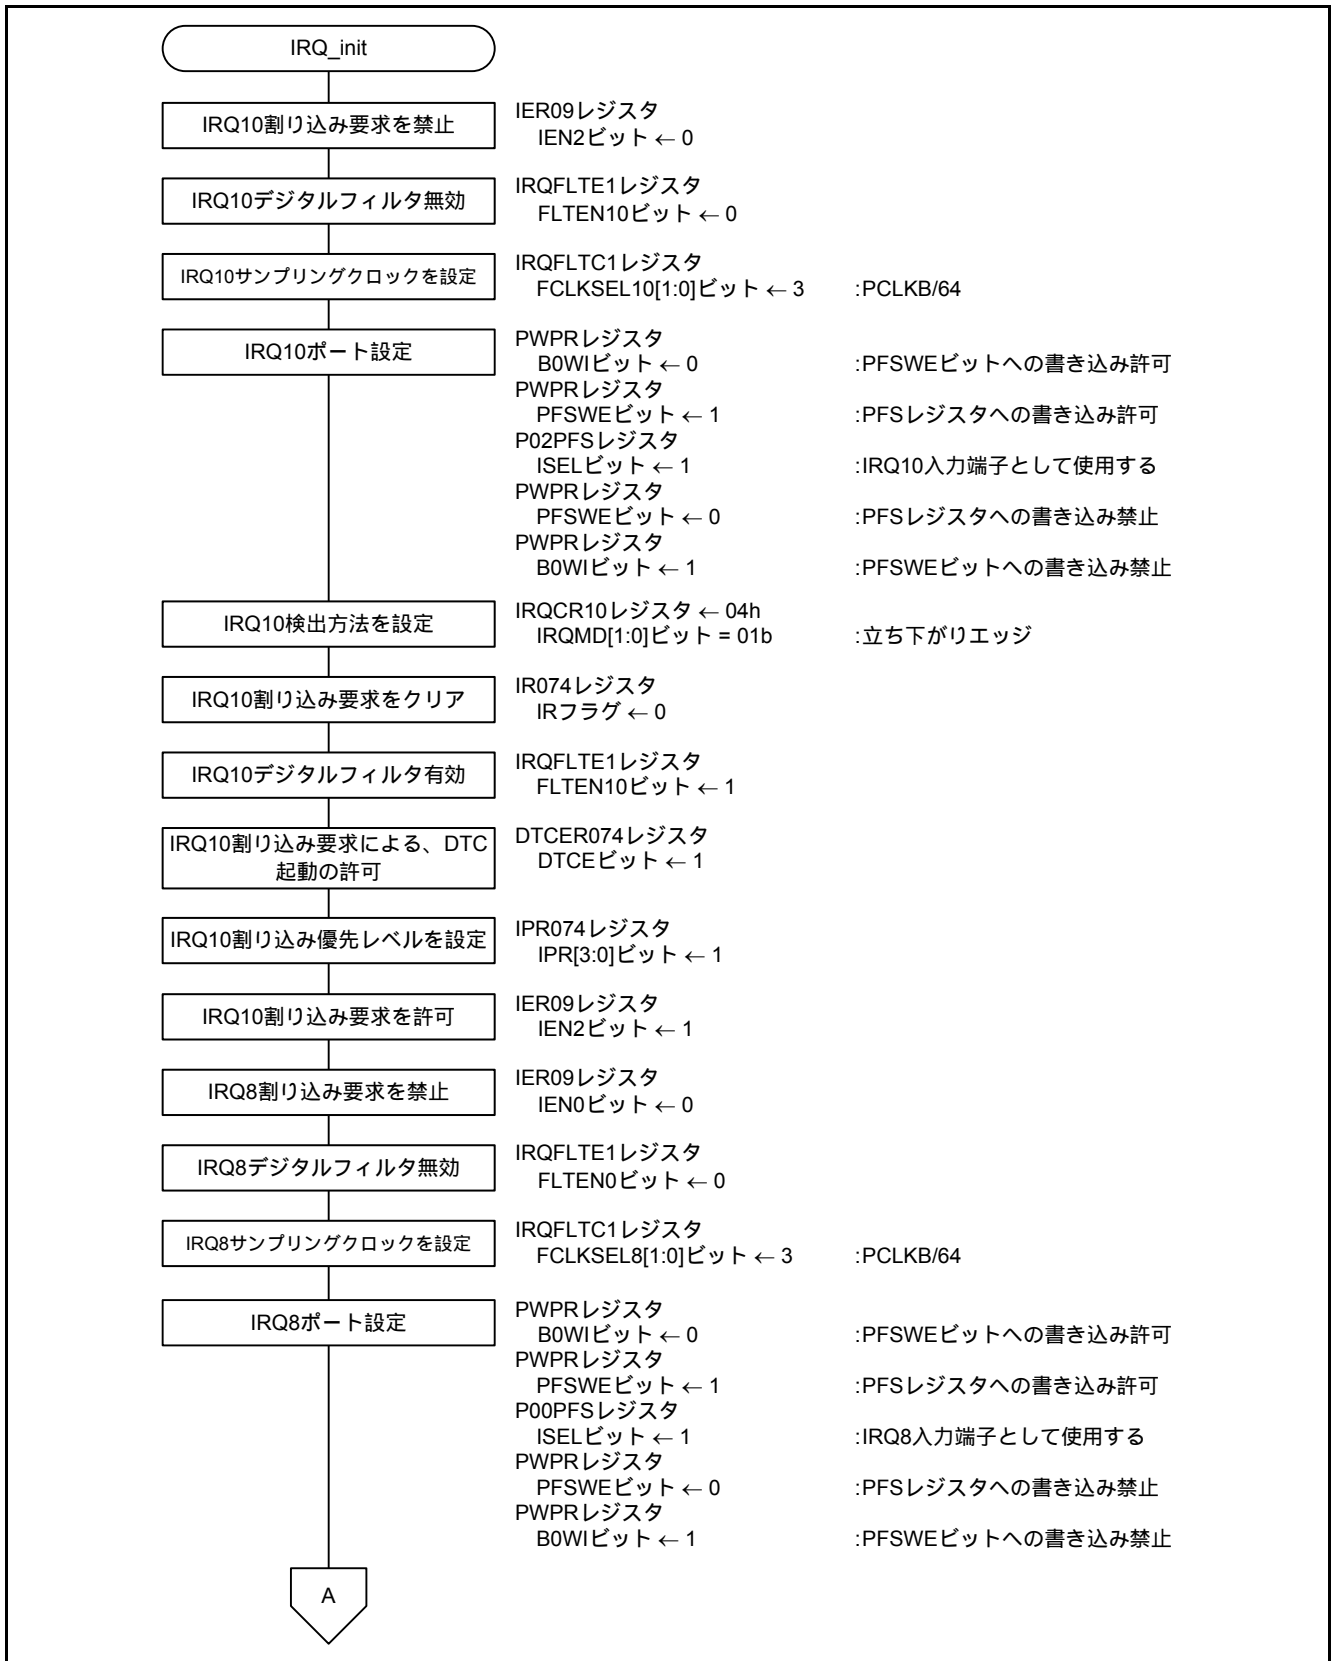 IRQ_init
IRQ10割り込み要求を禁止
IER09レジスタ
IEN2ビット ← 0
IRQ10デジタルフィルタ無効
IRQFLTE1レジスタ
FLTEN10ビット ← 0
IRQ10サンプリングクロックを設定
IRQFLTC1レジスタ
FCLKSEL10[1:0]ビット ← 3 :PCLKB/64
IRQ10ポート設定
PWPRレジスタ
B0WIビット ← 0 :PFSWEビットへの書き込み許可
PWPRレジスタ
PFSWEビット ← 1 :PFSレジスタへの書き込み許可
P02PFSレジスタ
ISELビット ← 1 :IRQ10入力端子として使用する
PWPRレジスタ
PFSWEビット ← 0 :PFSレジスタへの書き込み禁止
PWPRレジスタ
B0WIビット ← 1 :PFSWEビットへの書き込み禁止
IRQ10検出方法を設定
IRQCR10レジスタ ← 04h
IRQMD[1:0]ビット = 01b :立ち下がりエッジ
IRQ10割り込み要求をクリア
IR074レジスタ
IRフラグ ← 0
IRQ10デジタルフィルタ有効
IRQFLTE1レジスタ
FLTEN10ビット ← 1
IRQ10割り込み要求による、DTC
起動の許可
DTCER074レジスタ
DTCEビット ← 1
IRQ10割り込み優先レベルを設定
IPR074レジスタ
IPR[3:0]ビット ← 1
IRQ10割り込み要求を許可
IER09レジスタ
IEN2ビット ← 1
IRQ8割り込み要求を禁止
IER09レジスタ
IEN0ビット ← 0
IRQ8デジタルフィルタ無効
IRQFLTE1レジスタ
FLTEN0ビット ← 0
IRQ8サンプリングクロックを設定
IRQFLTC1レジスタ
FCLKSEL8[1:0]ビット ← 3 :PCLKB/64
IRQ8ポート設定
PWPRレジスタ
B0WIビット ← 0 :PFSWEビットへの書き込み許可
PWPRレジスタ
PFSWEビット ← 1 :PFSレジスタへの書き込み許可
P00PFSレジスタ
ISELビット ← 1 :IRQ8入力端子として使用する
PWPRレジスタ
PFSWEビット ← 0 :PFSレジスタへの書き込み禁止
PWPRレジスタ
B0WIビット ← 1 :PFSWEビットへの書き込み禁止
A